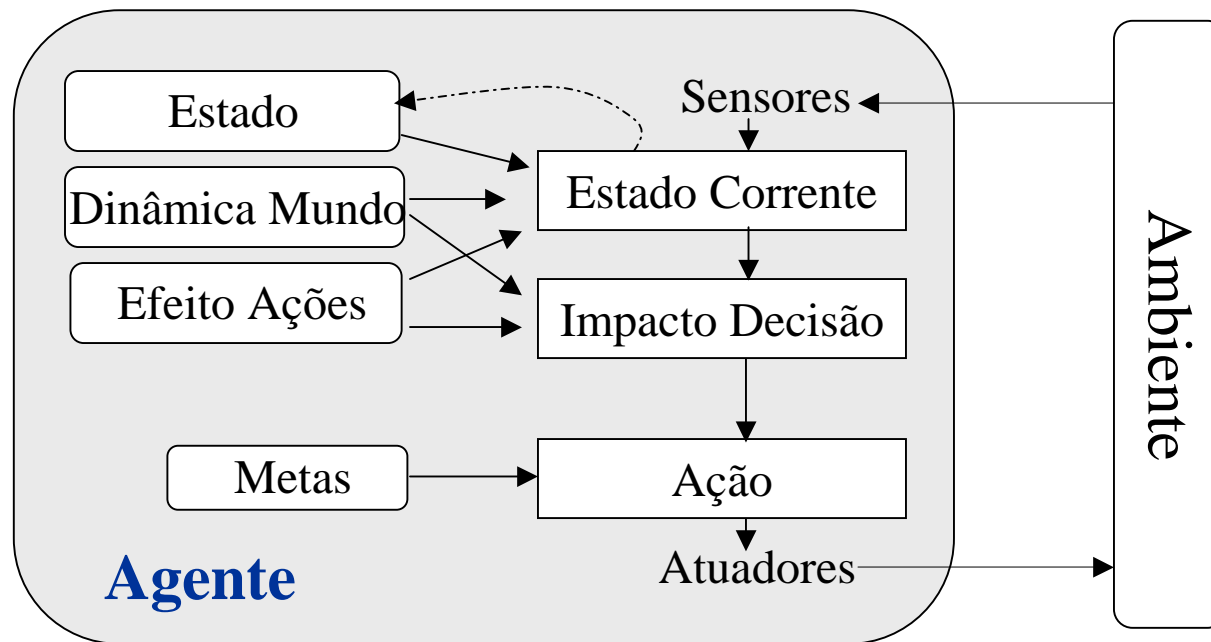 Estado
Sensores
Dinâmica Mundo
Estado Corrente
Efeito Ações
Impacto Decisão
Metas
Ação
Agente
Atuadores
Ambiente